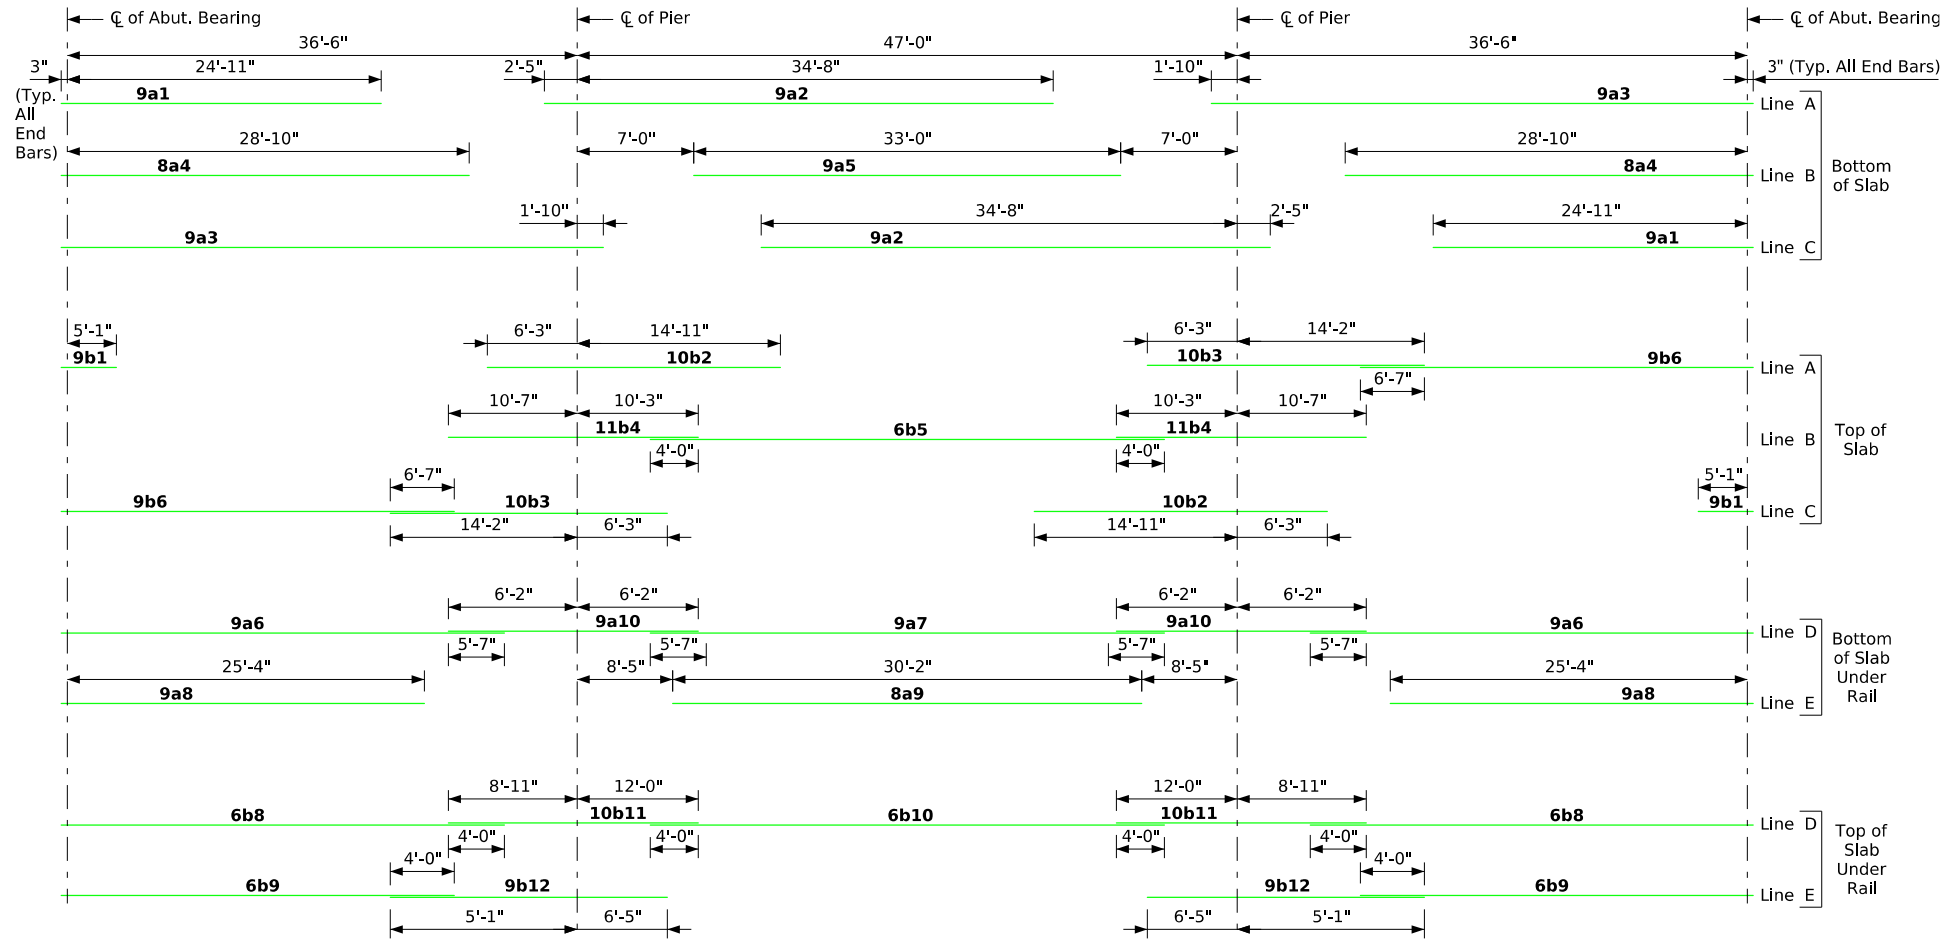 ℄ of Abut. Bearing
℄ of Pier
℄ of Pier
℄ of Abut. Bearing
36'-6"
47'-0"
36'-6"
3"
24'-11"
2'-5"
34'-8"
1'-10"
3" (Typ. All End Bars)
(Typ.
All
End
Bars)
9a1
9a2
9a3
Line A
28'-10"
7'-0"
33'-0"
7'-0"
28'-10"
8a4
9a5
8a4
Line B
Bottom
of Slab
1'-10"
34'-8"
2'-5"
24'-11"
9a3
9a2
9a1
Line C
5'-1"
6'-3"
14'-11"
6'-3"
14'-2"
9b1
10b2
10b3
9b6
Line A
6'-7"
10'-7"
10'-3"
10'-3"
10'-7"
11b4
6b5
11b4
Line B
Top of
Slab
4'-0"
4'-0"
6'-7"
5'-1"
9b6
10b3
10b2
9b1
Line C
14'-2"
6'-3"
14'-11"
6'-3"
6'-2"
6'-2"
6'-2"
6'-2"
9a6
9a10
9a7
9a10
9a6
Line D
5'-7"
5'-7"
5'-7"
5'-7"
Bottom
of Slab
Under
Rail
25'-4"
8'-5"
30'-2"
8'-5"
25'-4"
9a8
8a9
9a8
Line E
8'-11"
12'-0"
12'-0"
8'-11"
6b8
10b11
6b10
10b11
6b8
Line D
4'-0"
4'-0"
4'-0"
4'-0"
Top of
Slab
Under
Rail
4'-0"
4'-0"
6b9
9b12
9b12
6b9
Line E
5'-1"
6'-5"
6'-5"
5'-1"